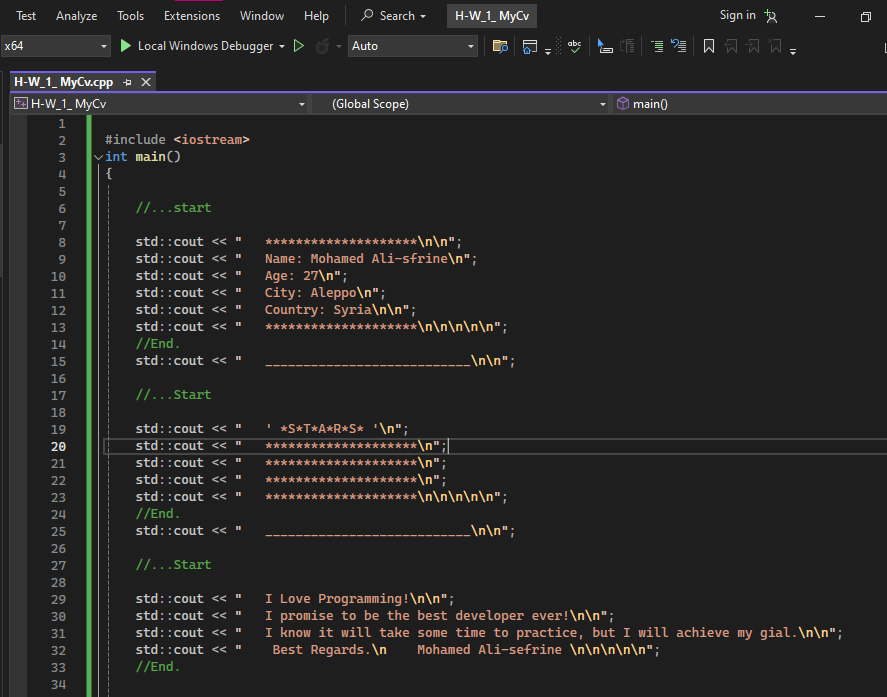 Test Analyze Tools Extensions Window Help Search H-W_1_MyCv Sign in
x64 Local Windows Debugger Auto abc
H-W_1_ MyCv.cpp
H-W_1_ MyCv (Global Scope) main()
1
2 #include <iostream>
3 int main()
4 {
5
6 //...start
7
8 std::cout << "   ********************\n\n";
9 std::cout << "   Name: Mohamed Ali-sfrine\n";
10 std::cout << "   Age: 27\n";
11 std::cout << "   City: Aleppo\n";
12 std::cout << "   Country: Syria\n\n";
13 std::cout << "   ********************\n\n\n\n\n";
14 //End.
15 std::cout << "   ___________________________\n\n";
16
17 //...Start
18
19 std::cout << "   ' *S*T*A*R*S* '\n";
20 std::cout << "   ********************\n";
21 std::cout << "   ********************\n";
22 std::cout << "   ********************\n";
23 std::cout << "   ********************\n\n\n\n\n";
24 //End.
25 std::cout << "   ___________________________\n\n";
26
27 //...Start
28
29 std::cout << "   I Love Programming!\n\n";
30 std::cout << "   I promise to be the best developer ever!\n\n";
31 std::cout << "   I know it will take some time to practice, but I will achieve my gial.\n\n";
32 std::cout << "    Best Regards.\n    Mohamed Ali-sefrine \n\n\n\n\n";
33 //End.
34